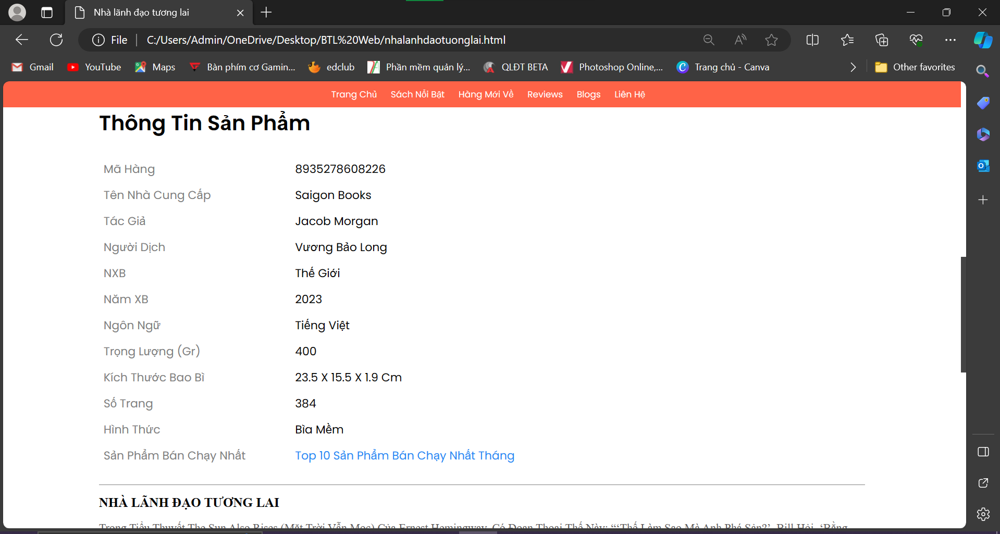 Nhà lãnh đạo tương lai
File
C:/Users/Admin/OneDrive/Desktop/BTL%20Web/nhalanhdaotuonglai.html
Gmail YouTube Maps Bàn phím cơ Gamin... edclub Phần mềm quản lý... QLĐT BETA Photoshop Online,... Trang chủ - Canva Other favorites
Trang Chủ Sách Nổi Bật Hàng Mới Về Reviews Blogs Liên Hệ
Thông Tin Sản Phẩm
Mã Hàng 8935278608226
Tên Nhà Cung Cấp Saigon Books
Tác Giả Jacob Morgan
Người Dịch Vương Bảo Long
NXB Thế Giới
Năm XB 2023
Ngôn Ngữ Tiếng Việt
Trọng Lượng (Gr) 400
Kích Thước Bao Bì 23.5 X 15.5 X 1.9 Cm
Số Trang 384
Hình Thức Bìa Mềm
Sản Phẩm Bán Chạy Nhất Top 10 Sản Phẩm Bán Chạy Nhất Tháng
NHÀ LÃNH ĐẠO TƯƠNG LAI
Trong Tiểu Thuyết The Sun Also Rises (Mặt Trời Vẫn Mọc) Của Ernest Hemingway, Có Đoạn Thoại Thế Này: “‘Thế Làm Sao Mà Anh Phá Sản?’, Bill Hỏi. ‘Bằng